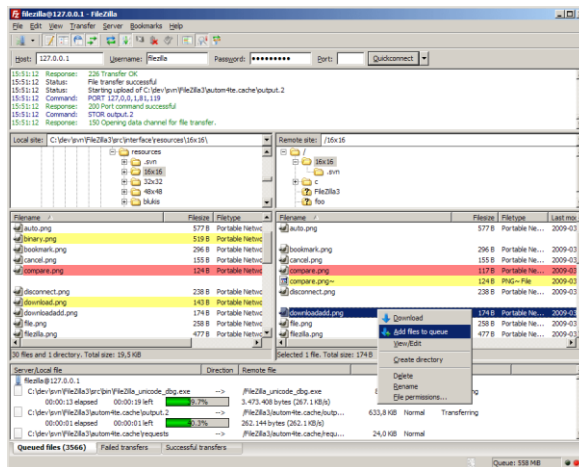 filezilla@127.0.0.1 - FileZilla
File Edit View Transfer Server Bookmarks Help
Host: 127.0.0.1 Username: filezilla Password: ●●●●●●●●● Port: Quickconnect
15:51:12 Response: 226 Transfer OK
15:51:12 Status: File transfer successful
15:51:12 Status: Starting upload of C:\dev\svn\FileZilla3\autom4te.cache\output.2
15:51:12 Command: PORT 127,0,0,1,81,119
15:51:12 Response: 200 Port command successful
15:51:12 Command: STOR output.2
15:51:12 Response: 150 Opening data channel for file transfer.
Local site: C:\dev\svn\FileZilla3\src\interface\resources\16x16\ Remote site: /16x16
resources /
.svn 16x16
16x16 .svn
32x32 c
48x48 FileZilla3
blukis foo
Filename Filesize Filetype Filename Filesize Filetype Last mo
auto.png 577 B Portable Netwo auto.png 577 B Portable Ne... 2009-03
binary.png 519 B Portable Netwo
bookmark.png 296 B Portable Netwo bookmark.png 296 B Portable Ne... 2009-03
cancel.png 155 B Portable Netwo cancel.png 155 B Portable Ne... 2009-03
compare.png 124 B Portable Netwo compare.png 117 B Portable Ne... 2009-03
compare.png~ 124 B PNG~ File 2009-03
disconnect.png 238 B Portable Netwo disconnect.png 238 B Portable Ne... 2009-03
download.png 143 B Portable Netwo
downloadadd.png 174 B Portable Netwo downloadadd.png 174 B Portable Ne... 2009-03
file.png 258 B Portable Netwo file.png 258 B Portable Ne... 2009-03
filezilla.png 477 B Portable Netwo filezilla.png 477 B Portable Ne... 2009-03
Download
Add files to queue
View/Edit
Create directory
Delete
Rename
File permissions...
30 files and 1 directory. Total size: 19,5 KiB Selected 1 file. Total size: 174 B
Server/Local file Direction Remote file
filezilla@127.0.0.1
C:\dev\svn\FileZilla3\src\bin\FileZilla_unicode_dbg.exe --> /FileZilla_unicode_dbg.exe
00:00:13 elapsed 00:00:19 left 3.473.408 bytes (267.1 KB/s)
C:\dev\svn\FileZilla3\autom4te.cache\output.2 --> /FileZilla3/autom4te.cache/outp... 633,8 KiB Normal Transferring
00:00:01 elapsed 00:00:01 left 262.144 bytes (262.1 KB/s)
C:\dev\svn\FileZilla3\autom4te.cache\requests --> /FileZilla3/autom4te.cache/requ... 24,0 KiB Normal
Queued files (3566) Failed transfers Successful transfers
Queue: 558 MiB